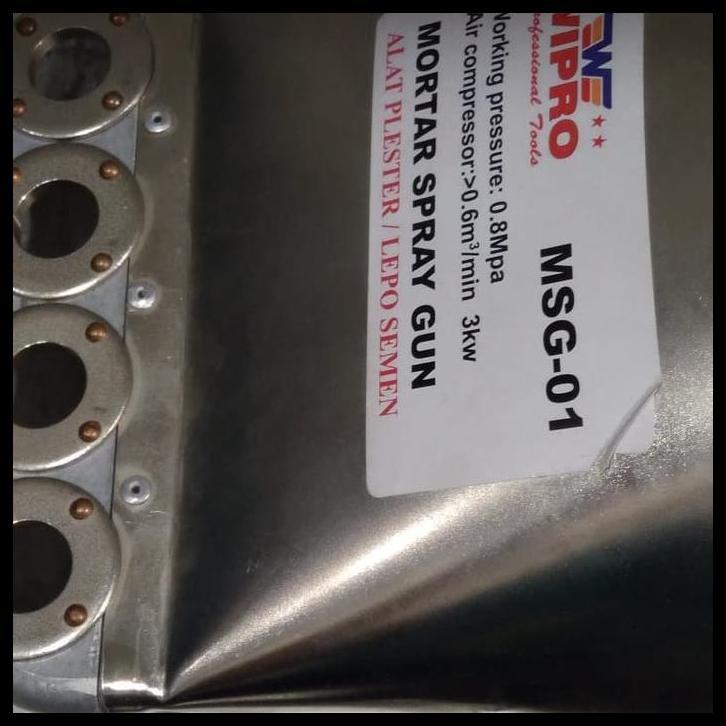 WIPRO
Professional Tools
MSG-01
Working pressure: 0.8Mpa
Air compressor:>0.6m³/min 3kw
MORTAR SPRAY GUN
ALAT PLESTER / LEPO SEMEN